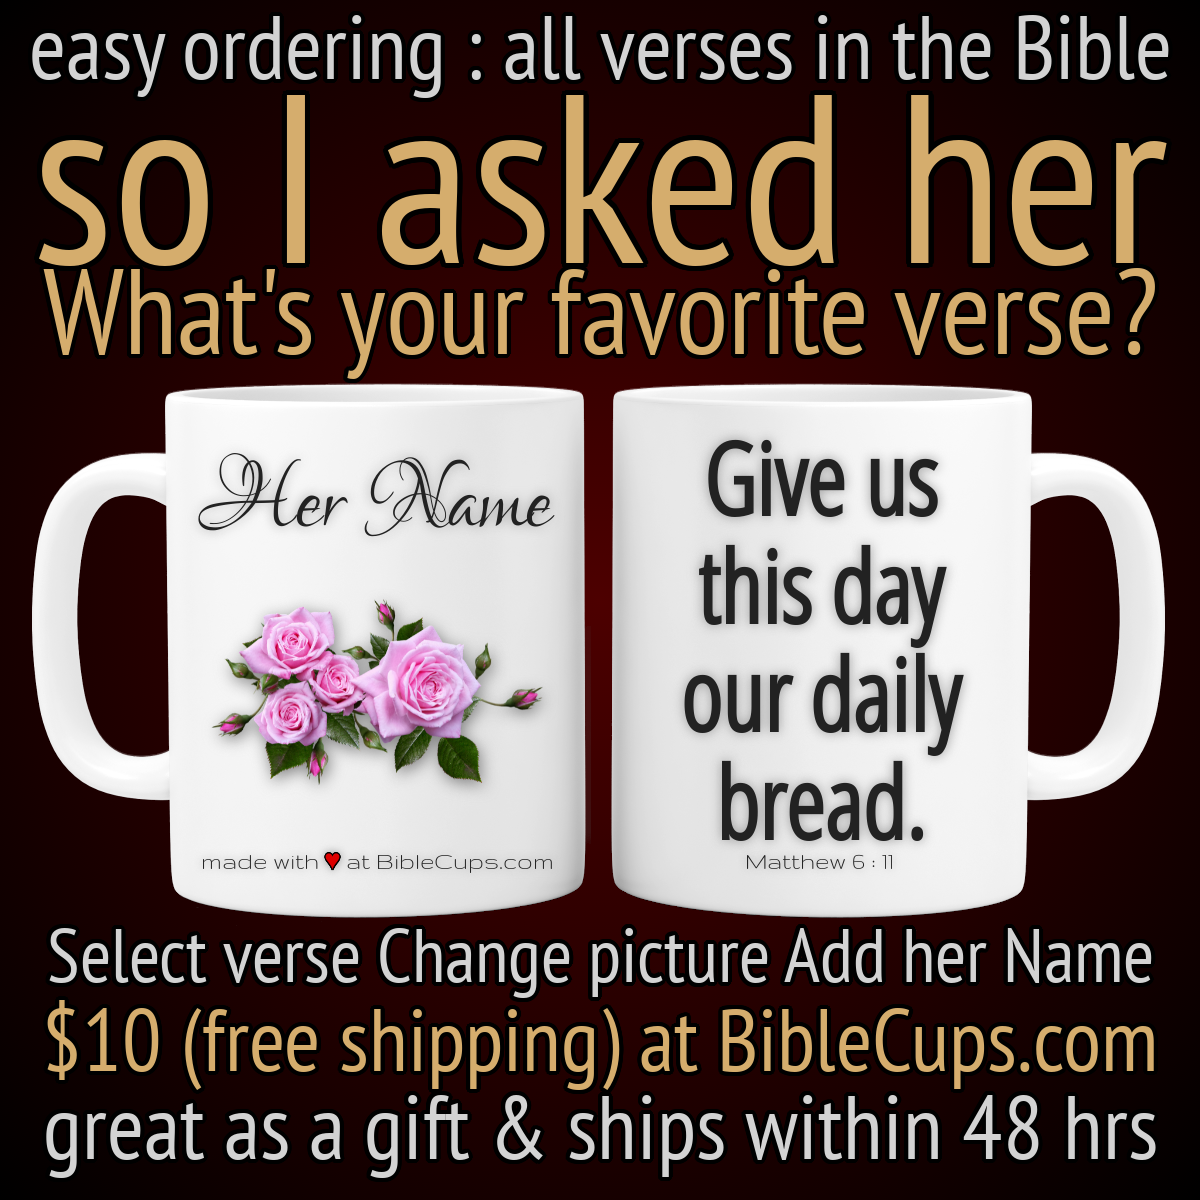 easy ordering : all verses in the Bible
so I asked her
What's your favorite verse?
Her Name
made with ❤ at BibleCups.com
Give us
this day
our daily
bread.
Matthew 6 : 11
Select verse Change picture Add her Name
$10 (free shipping) at BibleCups.com
great as a gift & ships within 48 hrs